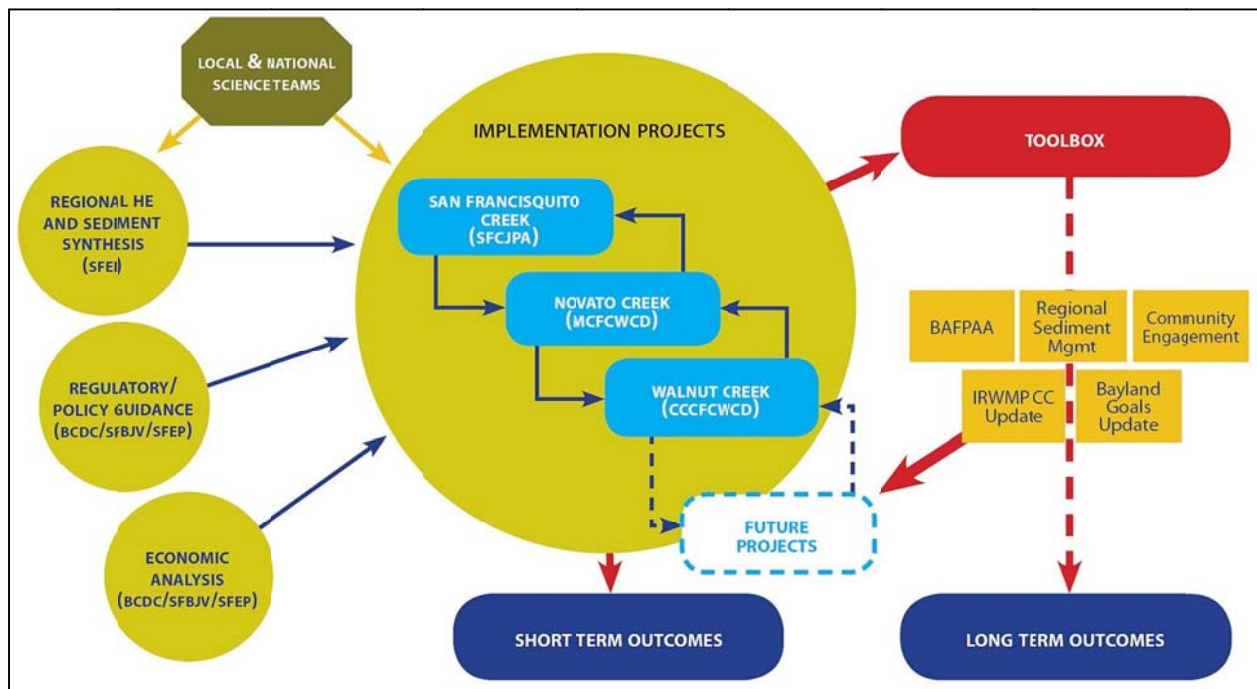 LOCAL & NATIONAL
SCIENCE TEAMS
REGIONAL HE
AND SEDIMENT
SYNTHESIS
(SFEI)
REGULATORY/
POLICY GUIDANCE
(BCDC/SFBJV/SFEP)
ECONOMIC
ANALYSIS
(BCDC/SFBJV/SFEP)
IMPLEMENTATION PROJECTS
SAN FRANCISQUITO
CREEK
(SFCJPA)
NOVATO CREEK
(MCFCWCD)
WALNUT CREEK
(CCCFCWCD)
FUTURE
PROJECTS
SHORT TERM OUTCOMES
TOOLBOX
BAFPAA
Regional
Sediment
Mgmt
Community
Engagement
IRWMP CC
Update
Bayland
Goals
Update
LONG TERM OUTCOMES